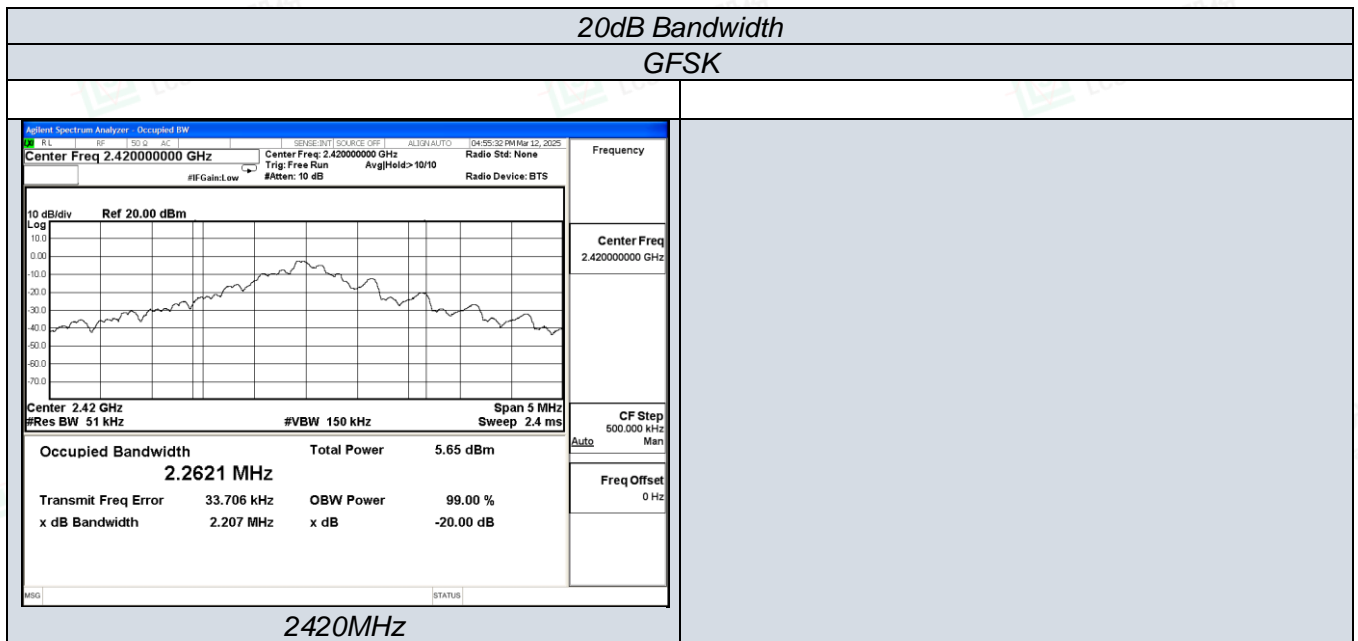 20dB Bandwidth
GFSK
Agilent Spectrum Analyzer - Occupied BW
RL RF 50 Ω AC SENSE:INT SOURCE OFF ALIGN AUTO 04:55:32 PM Mar 12, 2025
Center Freq 2.420000000 GHz
Center Freq: 2.420000000 GHz Radio Std: None
Trig: Free Run Avg|Hold:> 10/10
#IFGain:Low #Atten: 10 dB Radio Device: BTS
Frequency
10 dB/div Ref 20.00 dBm
Log
10.0
0.00
-10.0
-20.0
-30.0
-40.0
-50.0
-60.0
-70.0
Center Freq
2.420000000 GHz
Center 2.42 GHz Span 5 MHz
#Res BW 51 kHz #VBW 150 kHz Sweep 2.4 ms
CF Step
500.000 kHz
Auto Man
Occupied Bandwidth Total Power 5.65 dBm
2.2621 MHz
Freq Offset
0 Hz
Transmit Freq Error 33.706 kHz OBW Power 99.00 %
x dB Bandwidth 2.207 MHz x dB -20.00 dB
MSG STATUS
2420MHz